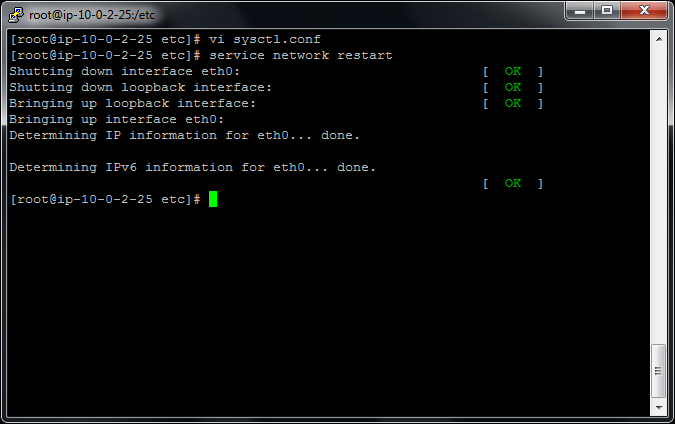 root@ip-10-0-2-25:/etc
[root@ip-10-0-2-25 etc]# vi sysctl.conf
[root@ip-10-0-2-25 etc]# service network restart
Shutting down interface eth0: [ OK ]
Shutting down loopback interface: [ OK ]
Bringing up loopback interface: [ OK ]
Bringing up interface eth0:
Determining IP information for eth0... done.
Determining IPv6 information for eth0... done.
[ OK ]
[root@ip-10-0-2-25 etc]#